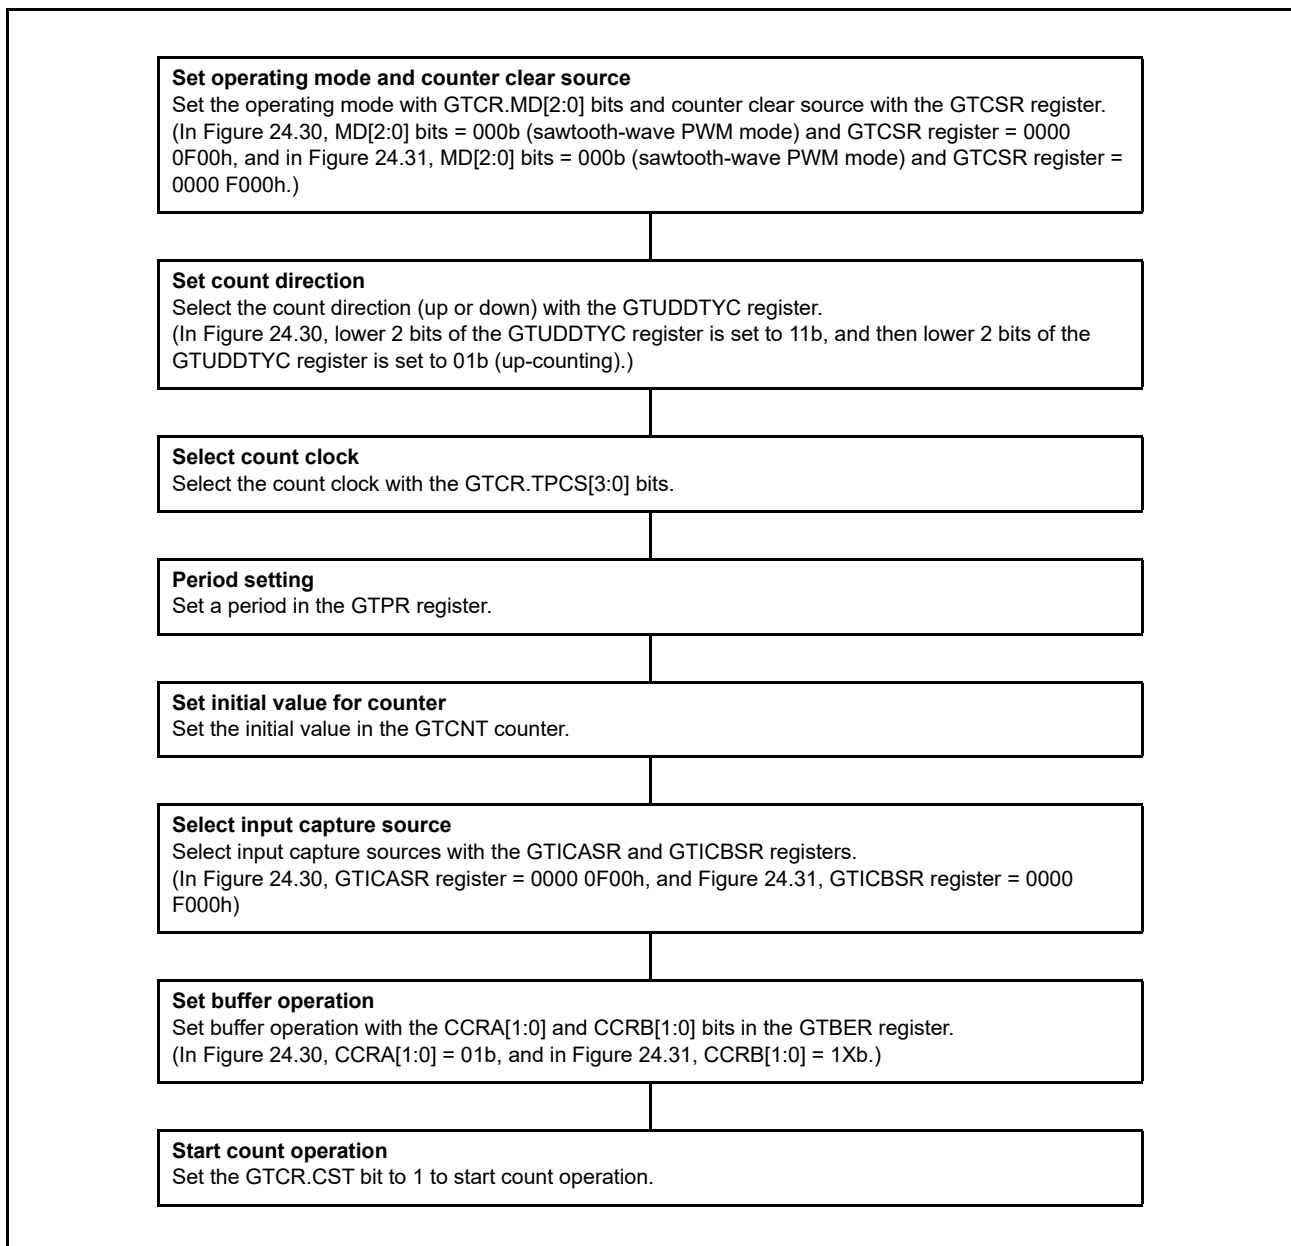 Set operating mode and counter clear source
Set the operating mode with GTCR.MD[2:0] bits and counter clear source with the GTCSR register.
(In Figure 24.30, MD[2:0] bits = 000b (sawtooth-wave PWM mode) and GTCSR register = 0000
0F00h, and in Figure 24.31, MD[2:0] bits = 000b (sawtooth-wave PWM mode) and GTCSR register =
0000 F000h.)
Set count direction
Select the count direction (up or down) with the GTUDDTYC register.
(In Figure 24.30, lower 2 bits of the GTUDDTYC register is set to 11b, and then lower 2 bits of the
GTUDDTYC register is set to 01b (up-counting).)
Select count clock
Select the count clock with the GTCR.TPCS[3:0] bits.
Period setting
Set a period in the GTPR register.
Set initial value for counter
Set the initial value in the GTCNT counter.
Select input capture source
Select input capture sources with the GTICASR and GTICBSR registers.
(In Figure 24.30, GTICASR register = 0000 0F00h, and Figure 24.31, GTICBSR register = 0000
F000h)
Set buffer operation
Set buffer operation with the CCRA[1:0] and CCRB[1:0] bits in the GTBER register.
(In Figure 24.30, CCRA[1:0] = 01b, and in Figure 24.31, CCRB[1:0] = 1Xb.)
Start count operation
Set the GTCR.CST bit to 1 to start count operation.